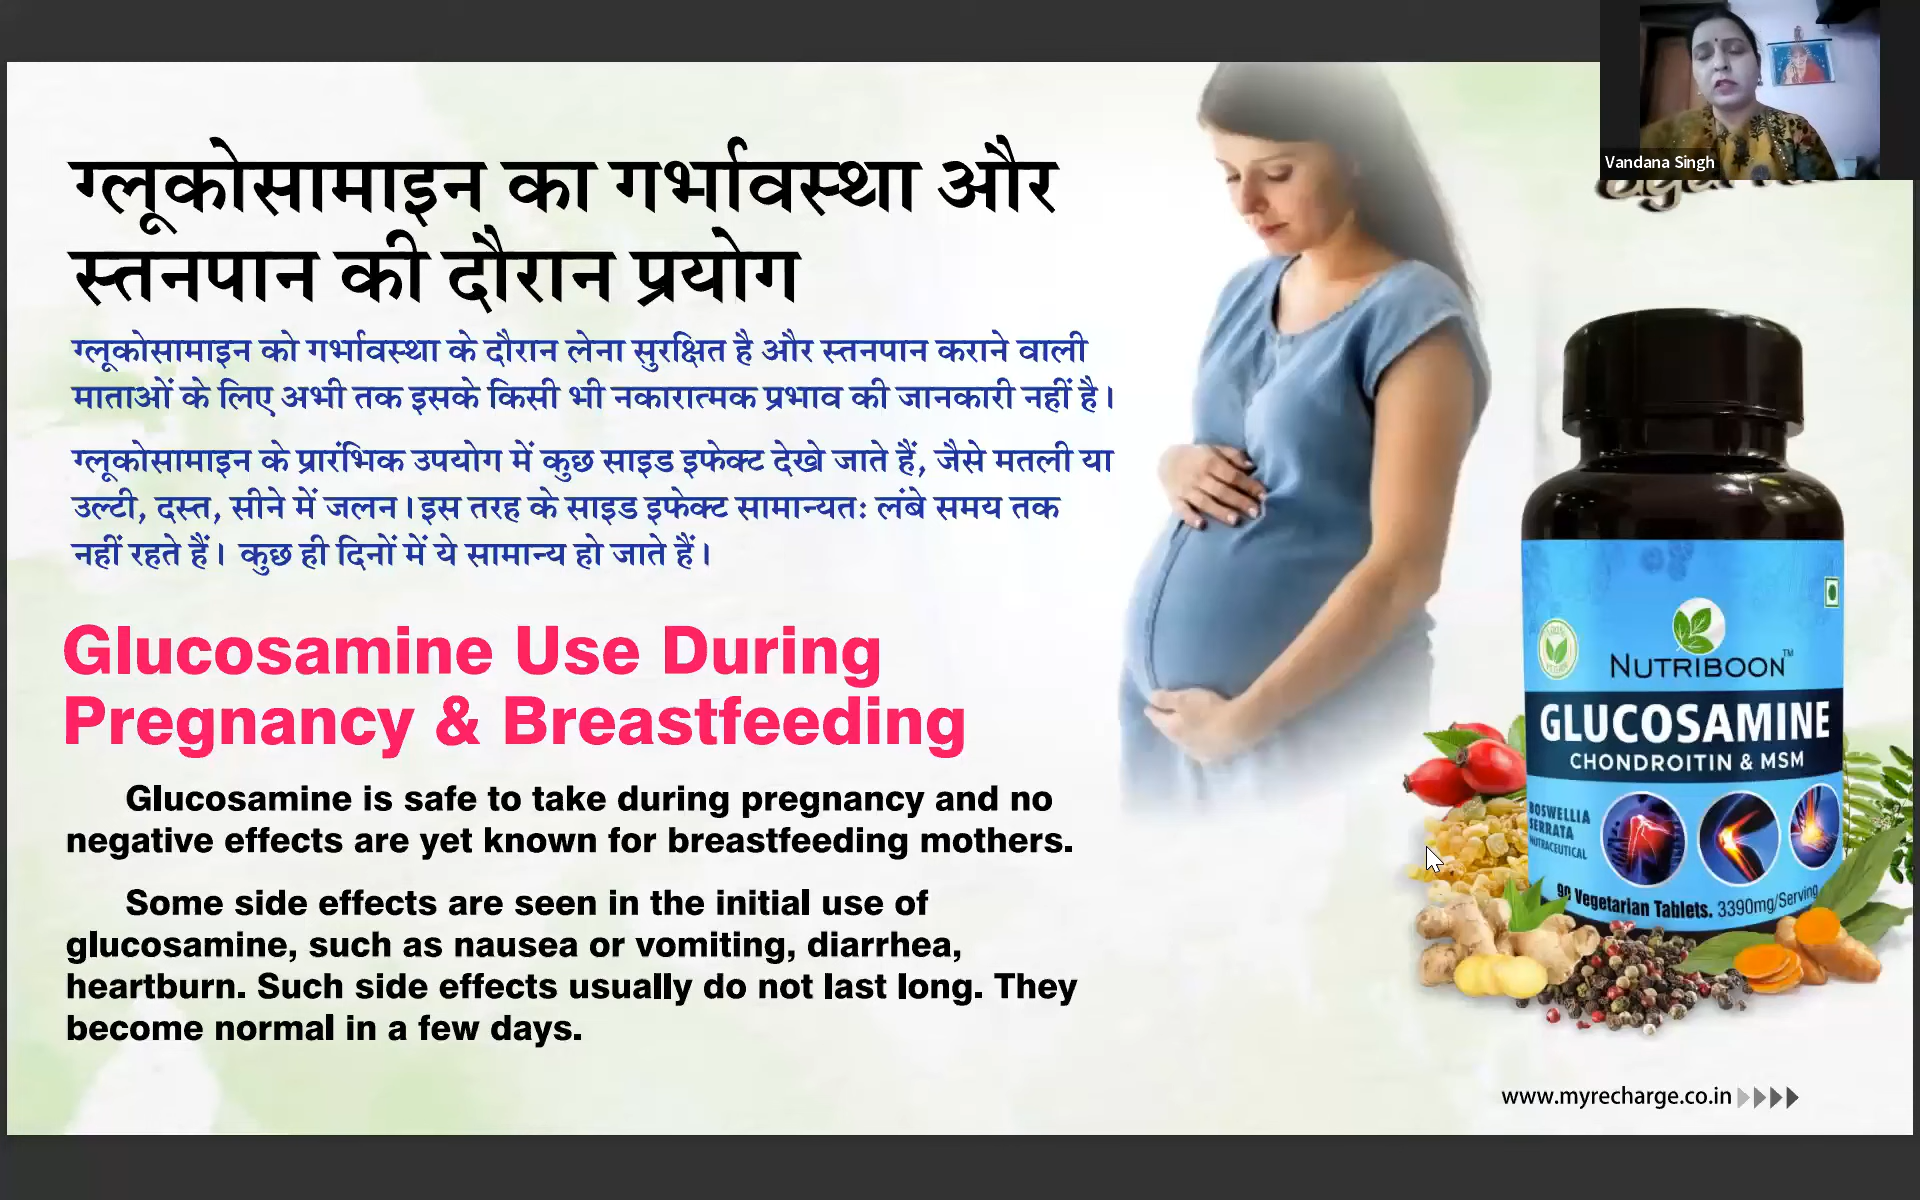 Vandana Singh
ग्लूकोसामाइन का गर्भावस्था और
स्तनपान की दौरान प्रयोग
ग्लूकोसामाइन को गर्भावस्था के दौरान लेना सुरक्षित है और स्तनपान कराने वाली
माताओं के लिए अभी तक इसके किसी भी नकारात्मक प्रभाव की जानकारी नहीं है।
ग्लूकोसामाइन के प्रारंभिक उपयोग में कुछ साइड इफेक्ट देखे जाते हैं, जैसे मतली या
उल्टी, दस्त, सीने में जलन। इस तरह के साइड इफेक्ट सामान्यतः लंबे समय तक
नहीं रहते हैं। कुछ ही दिनों में ये सामान्य हो जाते हैं।
Glucosamine Use During
Pregnancy & Breastfeeding
Glucosamine is safe to take during pregnancy and no
negative effects are yet known for breastfeeding mothers.
Some side effects are seen in the initial use of
glucosamine, such as nausea or vomiting, diarrhea,
heartburn. Such side effects usually do not last long. They
become normal in a few days.
NUTRIBOON™
GLUCOSAMINE
CHONDROITIN & MSM
BOSWELLIA
SERRATA
NUTRACEUTICAL
90 Vegetarian Tablets. 3390mg/Serving
www.myrecharge.co.in